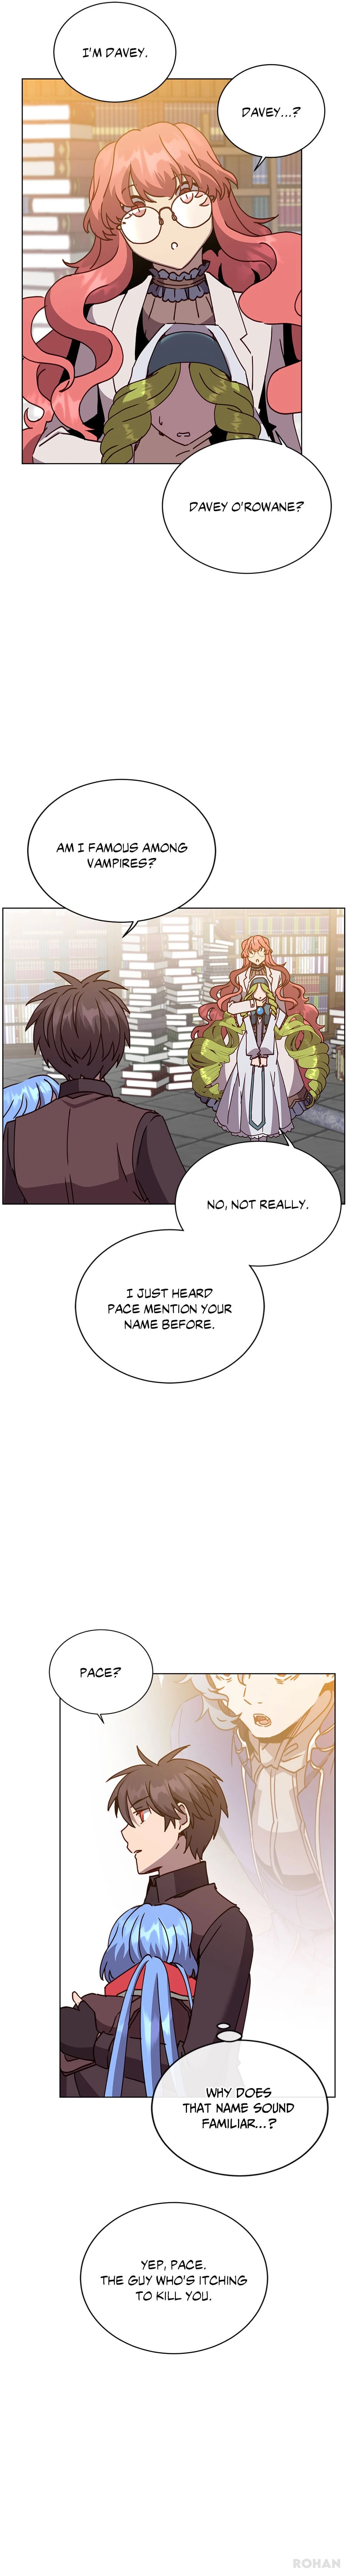 I'M DAVEY.
DAVEY...?
DAVEY O'ROWANE?
AM I FAMOUS AMONG
VAMPIRES?
NO, NOT REALLY.
I JUST HEARD
PACE MENTION YOUR
NAME BEFORE.
PACE?
WHY DOES
THAT NAME SOUND
FAMILIAR...?
YEP, PACE.
THE GUY WHO'S ITCHING
TO KILL YOU.
ROHAN